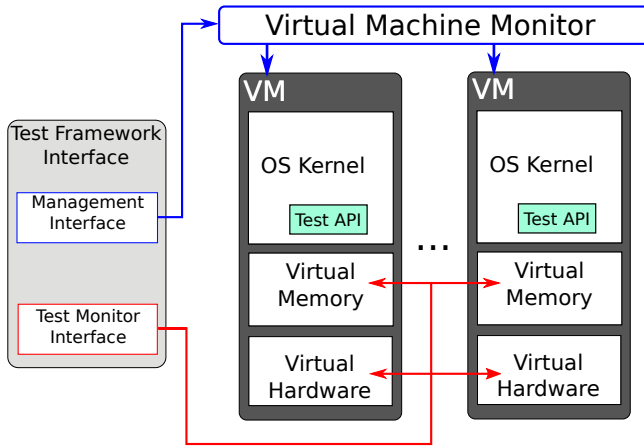 Virtual Machine Monitor
Test Framework
Interface
Management
Interface
Test Monitor
Interface
VM
OS Kernel
Test API
Virtual
Memory
Virtual
Hardware
...
VM
OS Kernel
Test API
Virtual
Memory
Virtual
Hardware